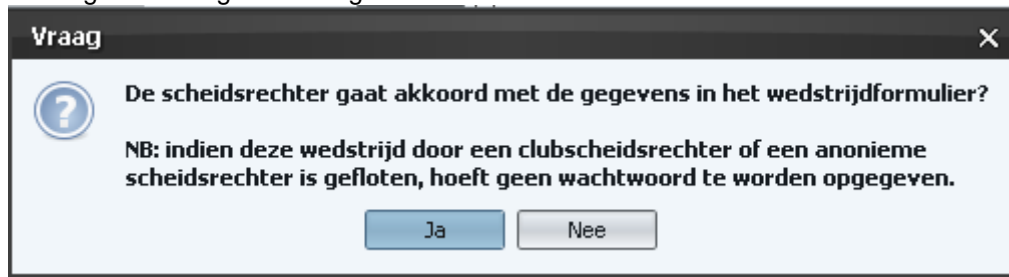 Vraag
De scheidsrechter gaat akkoord met de gegevens in het wedstrijdformulier?
NB: indien deze wedstrijd door een clubscheidsrechter of een anonieme
scheidsrechter is gefloten, hoeft geen wachtwoord te worden opgegeven.
Ja
Nee